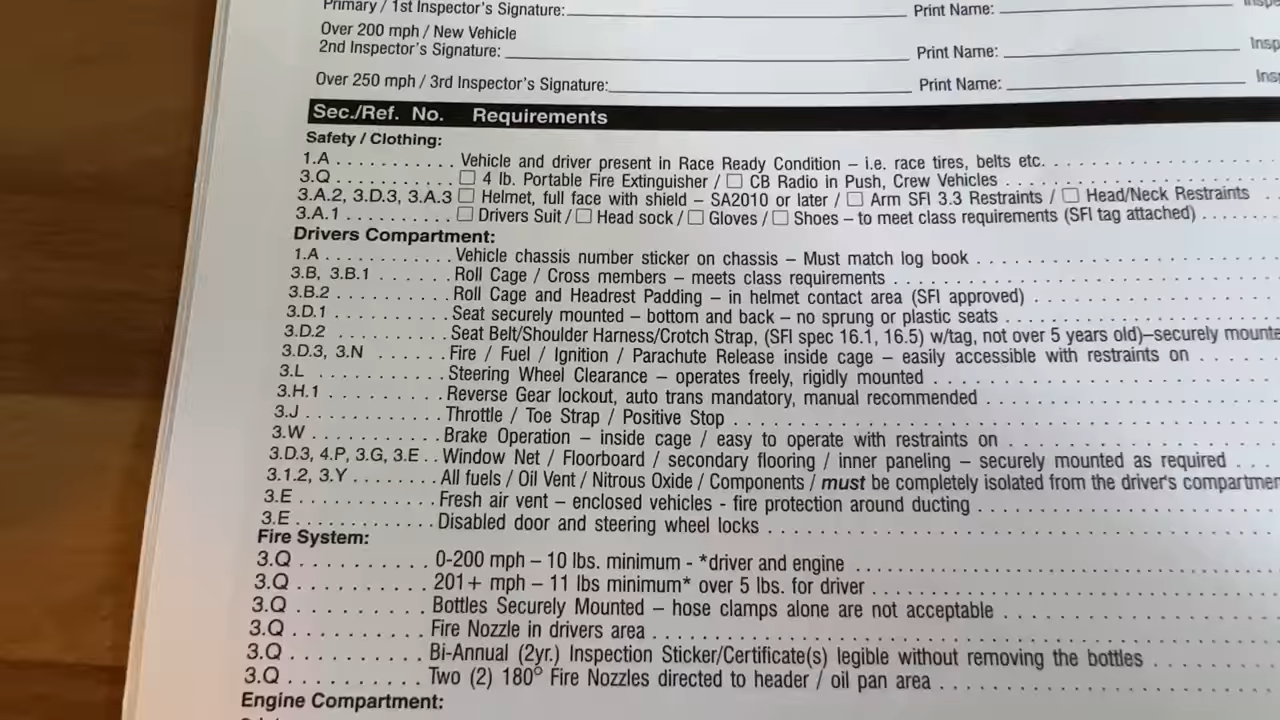 Primary / 1st Inspector's Signature: Print Name:
Over 200 mph / New Vehicle
2nd Inspector's Signature: Print Name: Insp
Over 250 mph / 3rd Inspector's Signature: Print Name: Ins
Sec./Ref. No. Requirements
Safety / Clothing:
1.A . . . . . . . . . . . Vehicle and driver present in Race Ready Condition – i.e. race tires, belts etc. . . . . . . . . . . . .
3.Q . . . . . . . . . . . ☐ 4 lb. Portable Fire Extinguisher / ☐ CB Radio in Push, Crew Vehicles . . . . . . . . . . . . .
3.A.2, 3.D.3, 3.A.3 ☐ Helmet, full face with shield – SA2010 or later / ☐ Arm SFI 3.3 Restraints / ☐ Head/Neck Restraints . .
3.A.1 . . . . . . . . . . ☐ Drivers Suit / ☐ Head sock / ☐ Gloves / ☐ Shoes – to meet class requirements (SFI tag attached) . . . . . .
Drivers Compartment:
1.A . . . . . . . . . . . Vehicle chassis number sticker on chassis – Must match log book . . . . . . . . . . . . .
3.B, 3.B.1 . . . . . . . Roll Cage / Cross members – meets class requirements . . . . . . . . . . . . .
3.B.2 . . . . . . . . . . Roll Cage and Headrest Padding – in helmet contact area (SFI approved) . . . . . . . . . . . . .
3.D.1 . . . . . . . . . . Seat securely mounted – bottom and back – no sprung or plastic seats . . . . . . . . . . . . .
3.D.2 . . . . . . . . . . Seat Belt/Shoulder Harness/Crotch Strap, (SFI spec 16.1, 16.5) w/tag, not over 5 years old)–securely mounte
3.D.3, 3.N . . . . . . Fire / Fuel / Ignition / Parachute Release inside cage – easily accessible with restraints on . . . . . .
3.L . . . . . . . . . . . Steering Wheel Clearance – operates freely, rigidly mounted . . . . . . . . . . . . .
3.H.1 . . . . . . . . . . Reverse Gear lockout, auto trans mandatory, manual recommended . . . . . . . . . . . . .
3.J . . . . . . . . . . . . Throttle / Toe Strap / Positive Stop . . . . . . . . . . . . .
3.W . . . . . . . . . . . Brake Operation – inside cage / easy to operate with restraints on . . . . . . . . . . . . .
3.D.3, 4.P, 3.G, 3.E . . Window Net / Floorboard / secondary flooring / inner paneling – securely mounted as required . . .
3.1.2, 3.Y . . . . . . . All fuels / Oil Vent / Nitrous Oxide / Components / must be completely isolated from the driver's compartmen
3.E . . . . . . . . . . . Fresh air vent – enclosed vehicles - fire protection around ducting . . . . . . . . . . . . .
3.E . . . . . . . . . . . Disabled door and steering wheel locks . . . . . . . . . . . . .
Fire System:
3.Q . . . . . . . . . . . 0-200 mph – 10 lbs. minimum - *driver and engine . . . . . . . . . . . . .
3.Q . . . . . . . . . . . 201+ mph – 11 lbs minimum* over 5 lbs. for driver . . . . . . . . . . . . .
3.Q . . . . . . . . . . . Bottles Securely Mounted – hose clamps alone are not acceptable . . . . . . . . . . . . .
3.Q . . . . . . . . . . . Fire Nozzle in drivers area . . . . . . . . . . . . .
3.Q . . . . . . . . . . . Bi-Annual (2yr.) Inspection Sticker/Certificate(s) legible without removing the bottles . . . . . . .
3.Q . . . . . . . . . . . Two (2) 180° Fire Nozzles directed to header / oil pan area . . . . . . . . . . . . .
Engine Compartment: